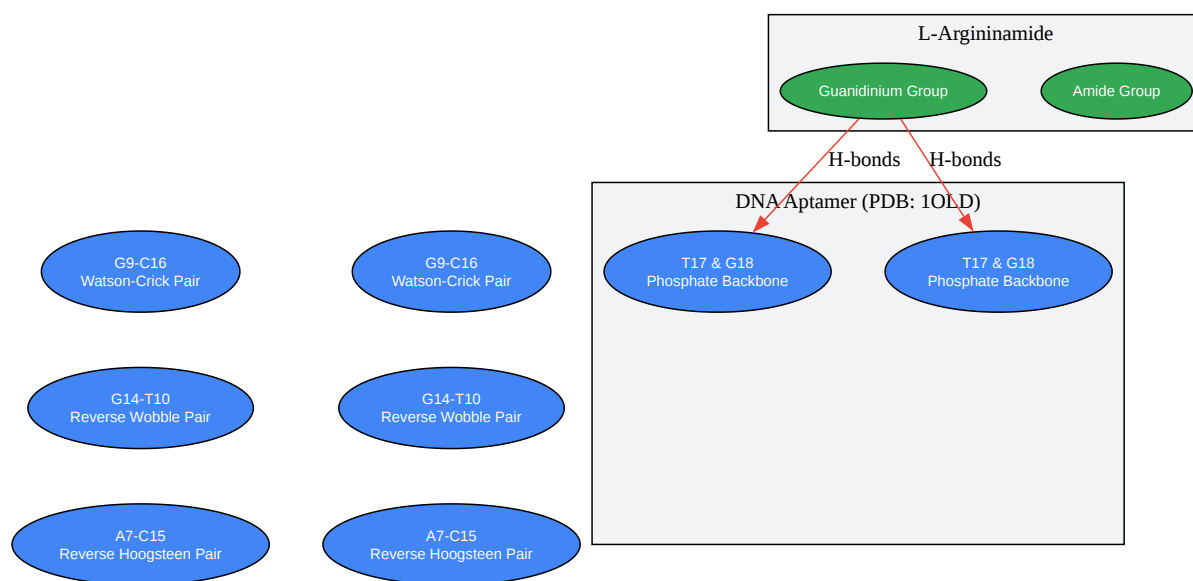 L-Argininamide
Guanidinium Group
Amide Group
H-bonds
H-bonds
DNA Aptamer (PDB: 1OLD)
G9-C16
Watson-Crick Pair
G9-C16
Watson-Crick Pair
T17 & G18
Phosphate Backbone
T17 & G18
Phosphate Backbone
G14-T10
Reverse Wobble Pair
G14-T10
Reverse Wobble Pair
A7-C15
Reverse Hoogsteen Pair
A7-C15
Reverse Hoogsteen Pair